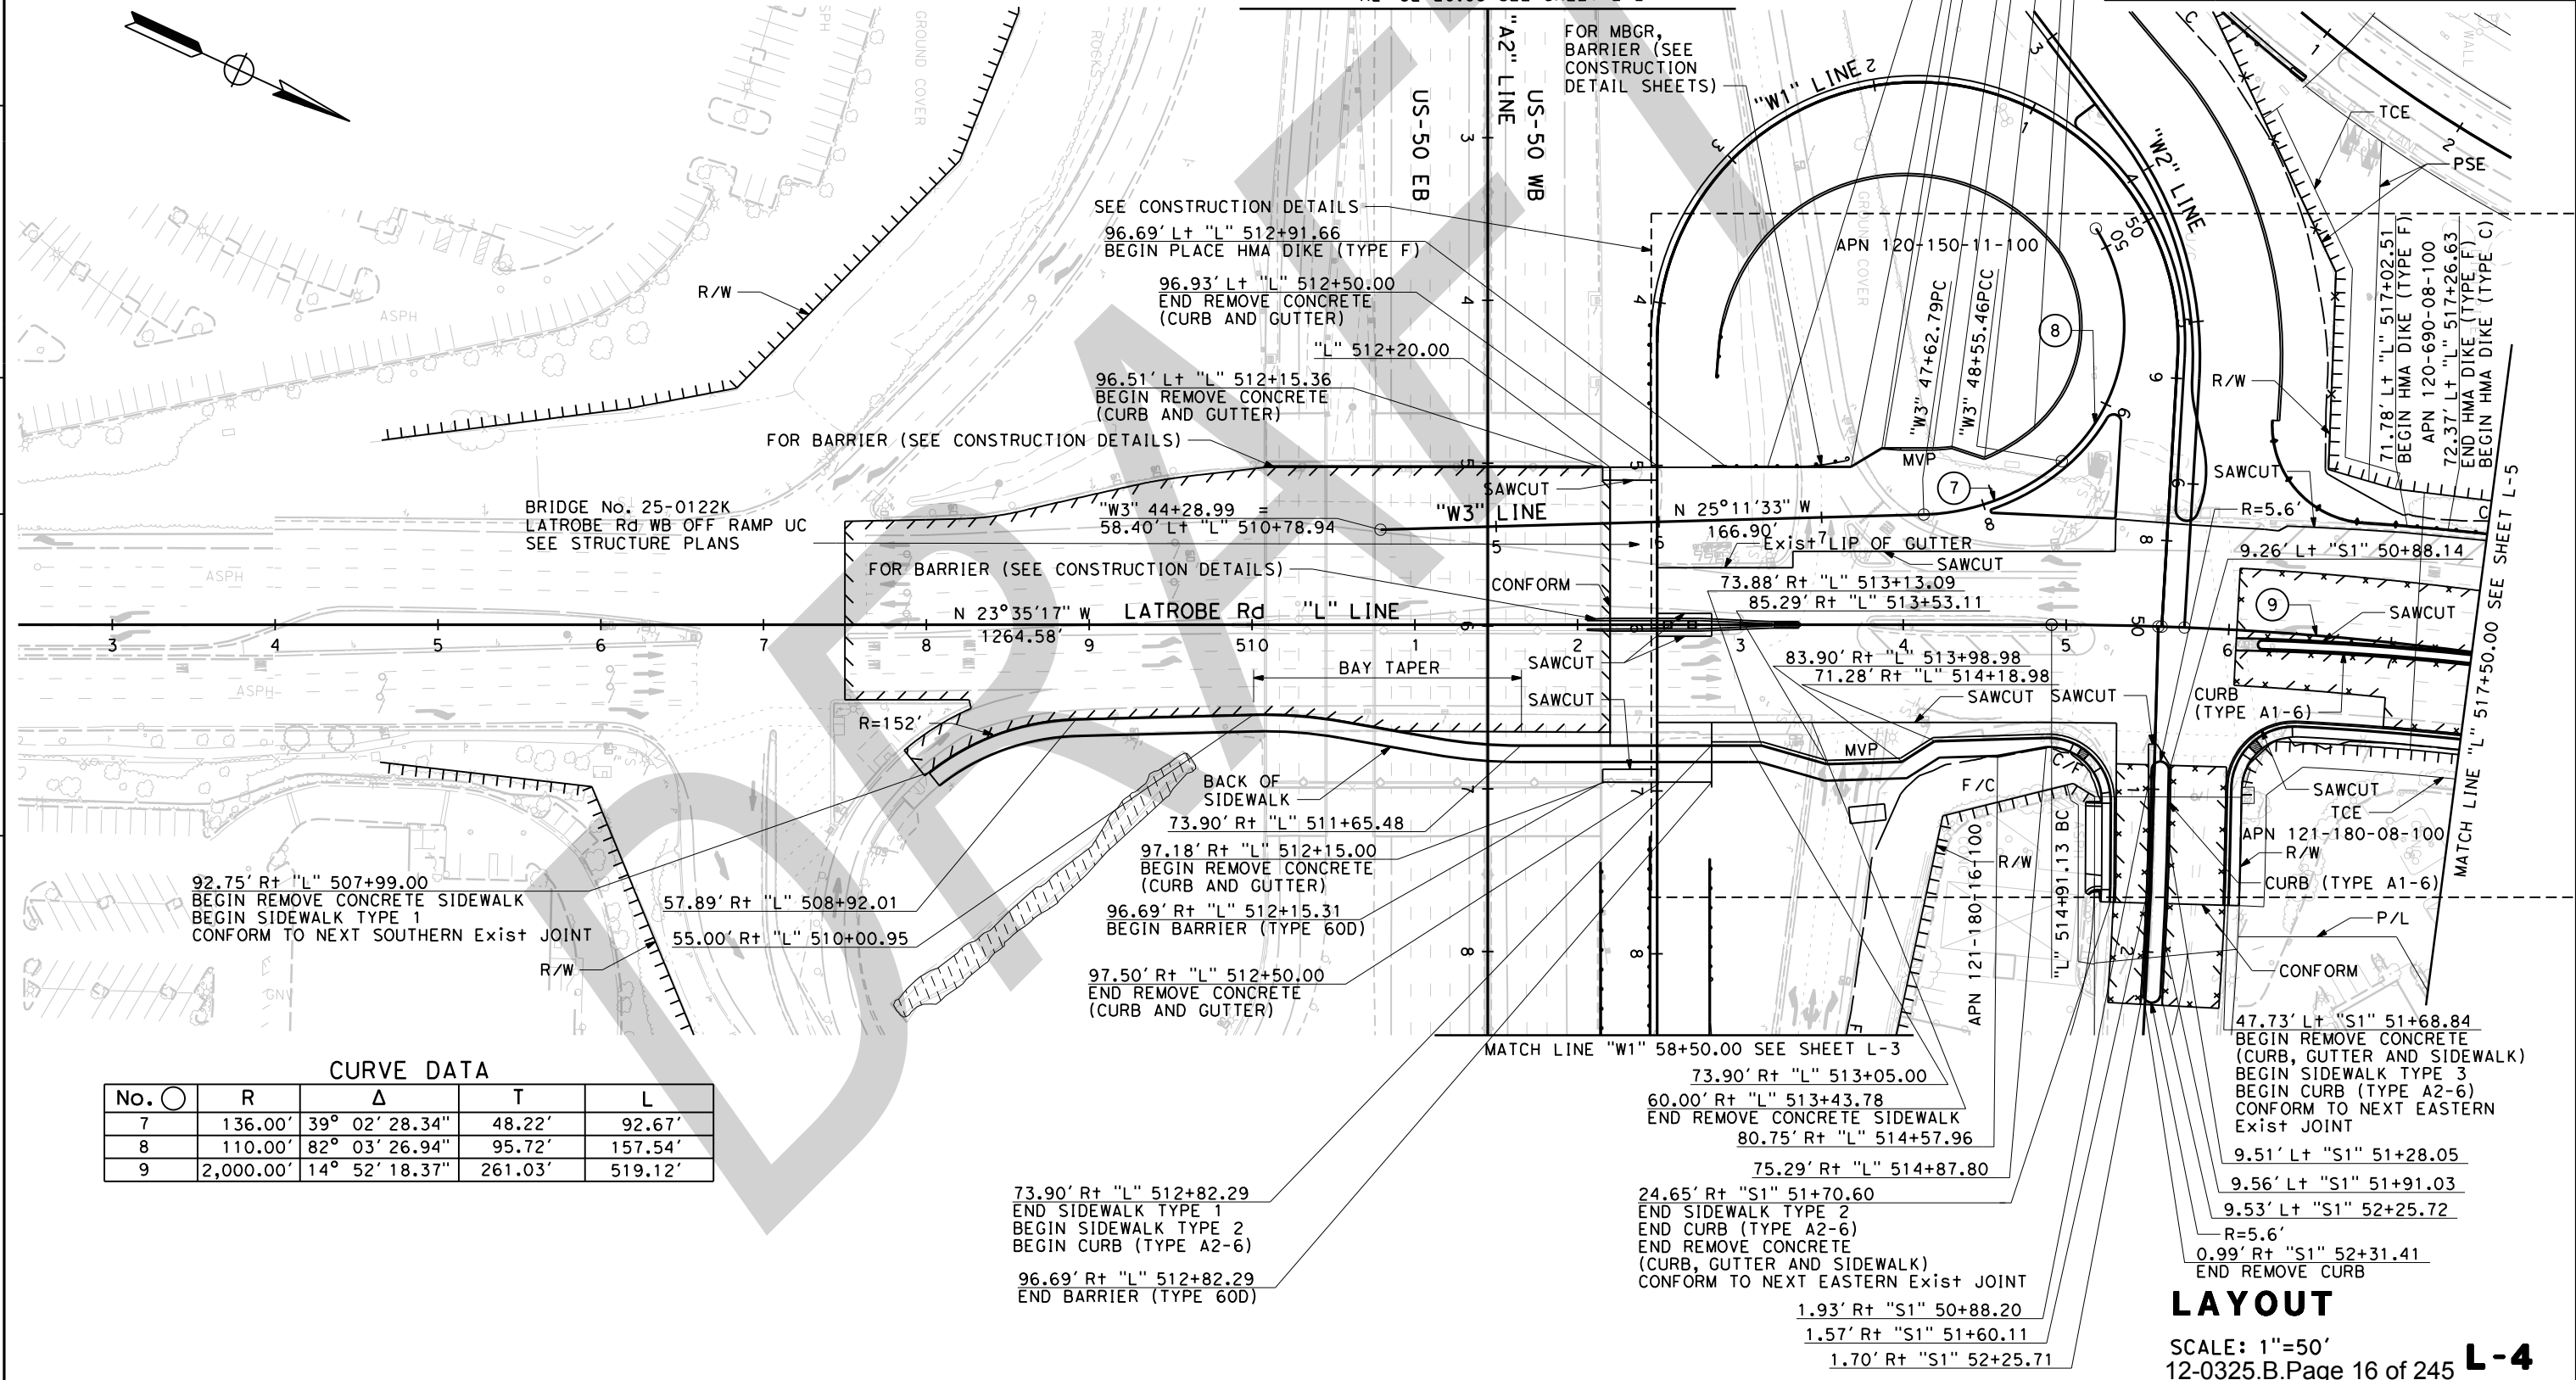 FOR MBGR,
BARRIER (SEE
CONSTRUCTION
DETAIL SHEETS)
"A2" LINE
US-50 EB
US-50 WB
"W1" LINE
"W2" LINE
TCE
PSE
GROUND COVER
ROCKS
WALL
SEE CONSTRUCTION DETAILS
96.69' Lt "L" 512+91.66
BEGIN PLACE HMA DIKE (TYPE F)
96.93' Lt "L" 512+50.00
END REMOVE CONCRETE
(CURB AND GUTTER)
"L" 512+20.00
96.51' Lt "L" 512+15.36
BEGIN REMOVE CONCRETE
(CURB AND GUTTER)
FOR BARRIER (SEE CONSTRUCTION DETAILS)
APN 120-150-11-100
GROUND COVER
"W3" 47+62.79PC
"W3" 48+55.46PCC
8
7
MVP
R/W
ASPH
R/W
71.78' Lt "L" 517+02.51
BEGIN HMA DIKE (TYPE F)
APN 120-690-08-100
72.37' Lt "L" 517+26.63
END HMA DIKE (TYPE F)
BEGIN HMA DIKE (TYPE C)
SAWCUT
SAWCUT
BRIDGE No. 25-0122K
LATROBE Rd WB OFF RAMP UC
SEE STRUCTURE PLANS
"W3" 44+28.99 =
58.40' Lt "L" 510+78.94
"W3" LINE
N 25°11'33" W
166.90'
Exist LIP OF GUTTER
SAWCUT
R=5.6'
9.26' Lt "S1" 50+88.14
FOR BARRIER (SEE CONSTRUCTION DETAILS)
CONFORM
73.88' Rt "L" 513+13.09
85.29' Rt "L" 513+53.11
9
SAWCUT
ASPH
N 23°35'17" W
1264.58'
LATROBE Rd "L" LINE
3 4 5 6 7 8 9 510 1 2 3 4 5 6
ASPH
BAY TAPER
SAWCUT
83.90' Rt "L" 513+98.98
71.28' Rt "L" 514+18.98
SAWCUT
SAWCUT SAWCUT
CURB
(TYPE A1-6)
R=152'
MVP
C/F
F/C
MATCH LINE "L" 517+50.00 SEE SHEET L-5
BACK OF
SIDEWALK
73.90' Rt "L" 511+65.48
97.18' Rt "L" 512+15.00
BEGIN REMOVE CONCRETE
(CURB AND GUTTER)
96.69' Rt "L" 512+15.31
BEGIN BARRIER (TYPE 60D)
97.50' Rt "L" 512+50.00
END REMOVE CONCRETE
(CURB AND GUTTER)
R/W
APN 121-180-16-100
"L" 514+91.13 BC
SAWCUT
TCE
APN 121-180-08-100
R/W
CURB (TYPE A1-6)
P/L
CONFORM
92.75' Rt "L" 507+99.00
BEGIN REMOVE CONCRETE SIDEWALK
BEGIN SIDEWALK TYPE 1
CONFORM TO NEXT SOUTHERN Exist JOINT
57.89' Rt "L" 508+92.01
55.00' Rt "L" 510+00.95
R/W
MATCH LINE "W1" 58+50.00 SEE SHEET L-3
73.90' Rt "L" 513+05.00
60.00' Rt "L" 513+43.78
END REMOVE CONCRETE SIDEWALK
80.75' Rt "L" 514+57.96
75.29' Rt "L" 514+87.80
24.65' Rt "S1" 51+70.60
END SIDEWALK TYPE 2
END CURB (TYPE A2-6)
END REMOVE CONCRETE
(CURB, GUTTER AND SIDEWALK)
CONFORM TO NEXT EASTERN Exist JOINT
1.93' Rt "S1" 50+88.20
1.57' Rt "S1" 51+60.11
1.70' Rt "S1" 52+25.71
47.73' Lt "S1" 51+68.84
BEGIN REMOVE CONCRETE
(CURB, GUTTER AND SIDEWALK)
BEGIN SIDEWALK TYPE 3
BEGIN CURB (TYPE A2-6)
CONFORM TO NEXT EASTERN
Exist JOINT
9.51' Lt "S1" 51+28.05
9.56' Lt "S1" 51+91.03
9.53' Lt "S1" 52+25.72
R=5.6'
0.99' Rt "S1" 52+31.41
END REMOVE CURB
73.90' Rt "L" 512+82.29
END SIDEWALK TYPE 1
BEGIN SIDEWALK TYPE 2
BEGIN CURB (TYPE A2-6)
96.69' Rt "L" 512+82.29
END BARRIER (TYPE 60D)
CURVE DATA
No. R Δ T L
7 136.00' 39° 02' 28.34" 48.22' 92.67'
8 110.00' 82° 03' 26.94" 95.72' 157.54'
9 2,000.00' 14° 52' 18.37" 261.03' 519.12'
DRAFT
LAYOUT
SCALE: 1"=50'
12-0325.B.Page 16 of 245
L-4